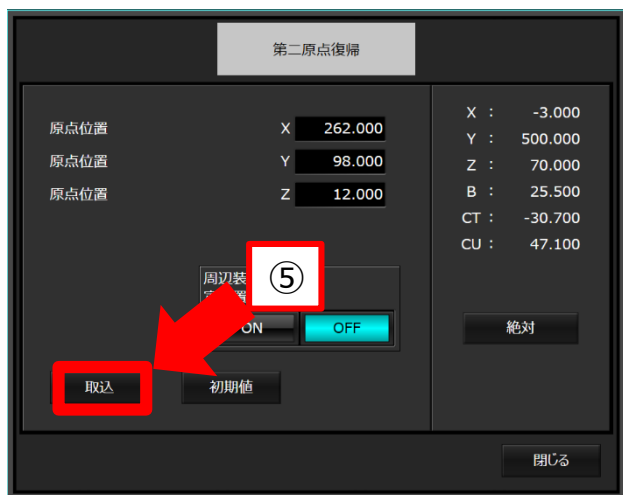 第二原点復帰
原点位置 X 262.000
原点位置 Y 98.000
原点位置 Z 12.000
X : -3.000
Y : 500.000
Z : 70.000
B : 25.500
CT : -30.700
CU : 47.100
周辺装
⑤
ON OFF
絶対
取込 初期値
閉じる